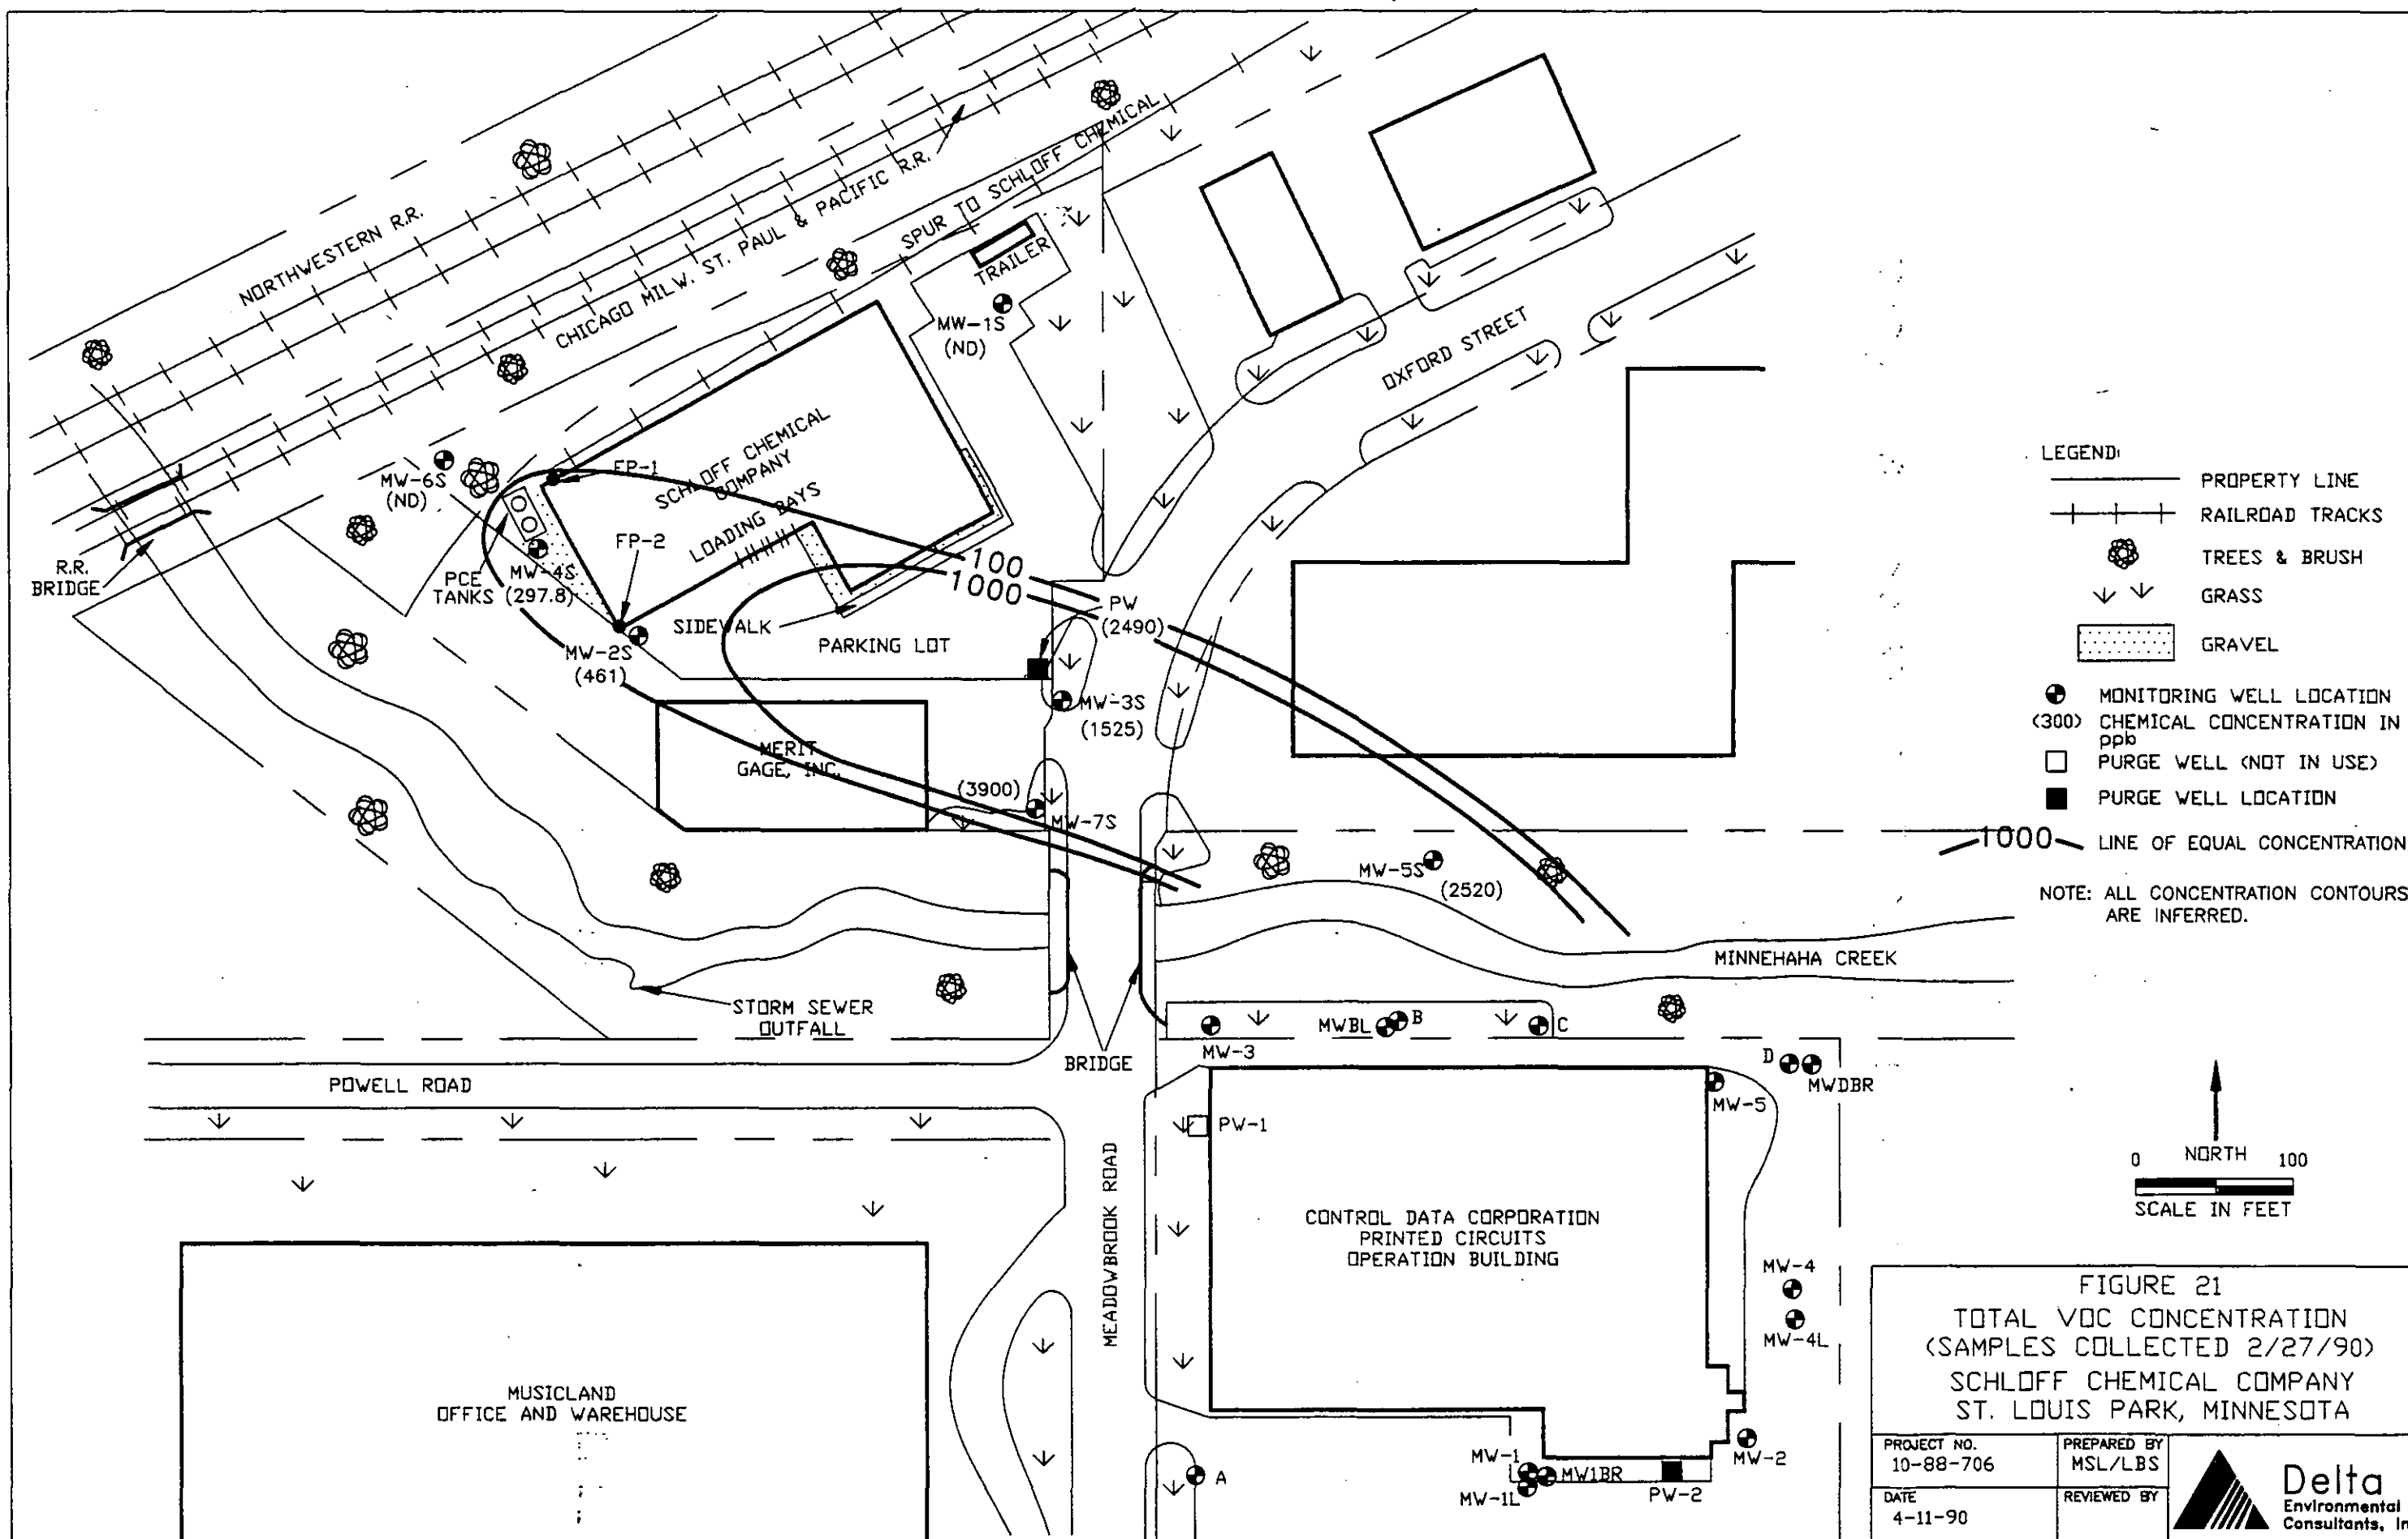 NORTHWESTERN R.R.
CHICAGO MILW. ST. PAUL & PACIFIC R.R.
SPUR TO SCHLOFF CHEMICAL
TRAILER
MW-1S
(ND)
OXFORD STREET
MW-6S
(ND)
FP-1
SCHLOFF CHEMICAL
COMPANY
LOADING BAYS
FP-2
R.R.
BRIDGE
PCE
TANKS
MW-4S
(297.8)
100
1000
PW
(2490)
SIDEWALK
PARKING LOT
MW-2S
(461)
MW-3S
(1525)
MERIT
GAGE, INC.
(3900)
MW-7S
MW-5S
(2520)
MINNEHAHA CREEK
STORM SEWER
OUTFALL
BRIDGE
MW-3
MWBL
B
C
D
MWDBR
MW-5
POWELL ROAD
PW-1
MEADOWBROOK ROAD
CONTROL DATA CORPORATION
PRINTED CIRCUITS
OPERATION BUILDING
MW-4
MW-4L
MUSICLAND
OFFICE AND WAREHOUSE
A
MW-1
MW1BR
MW-1L
PW-2
MW-2
LEGEND:
PROPERTY LINE
RAILROAD TRACKS
TREES & BRUSH
GRASS
GRAVEL
MONITORING WELL LOCATION
(300) CHEMICAL CONCENTRATION IN
ppb
PURGE WELL (NOT IN USE)
PURGE WELL LOCATION
1000 LINE OF EQUAL CONCENTRATION
NOTE: ALL CONCENTRATION CONTOURS
ARE INFERRED.
NORTH
0 100
SCALE IN FEET
FIGURE 21
TOTAL VOC CONCENTRATION
(SAMPLES COLLECTED 2/27/90)
SCHLOFF CHEMICAL COMPANY
ST. LOUIS PARK, MINNESOTA
PROJECT NO.
10-88-706
PREPARED BY
MSL/LBS
DATE
4-11-90
REVIEWED BY
Delta
Environmental
Consultants, In